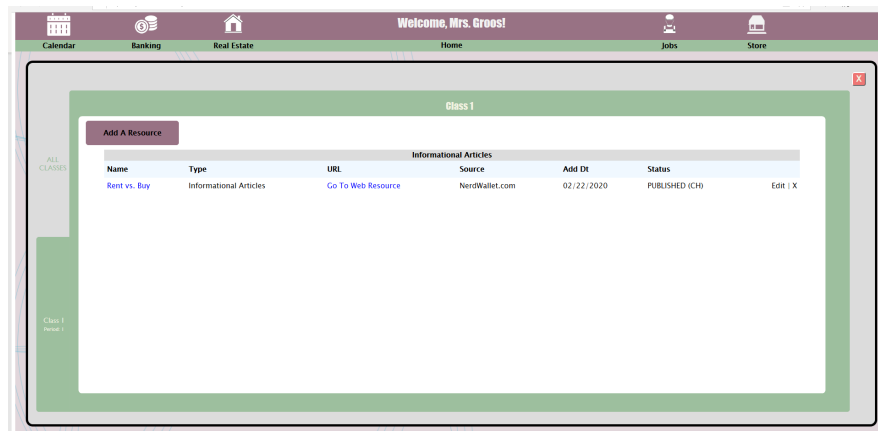 Welcome, Mrs. Groos!
Calendar Banking Real Estate Home Jobs Store
X
Class 1
Add A Resource
ALL
CLASSES
Informational Articles
Name Type URL Source Add Dt Status
Rent vs. Buy Informational Articles Go To Web Resource NerdWallet.com 02/22/2020 PUBLISHED (CH) Edit | X
Class 1
Period 1